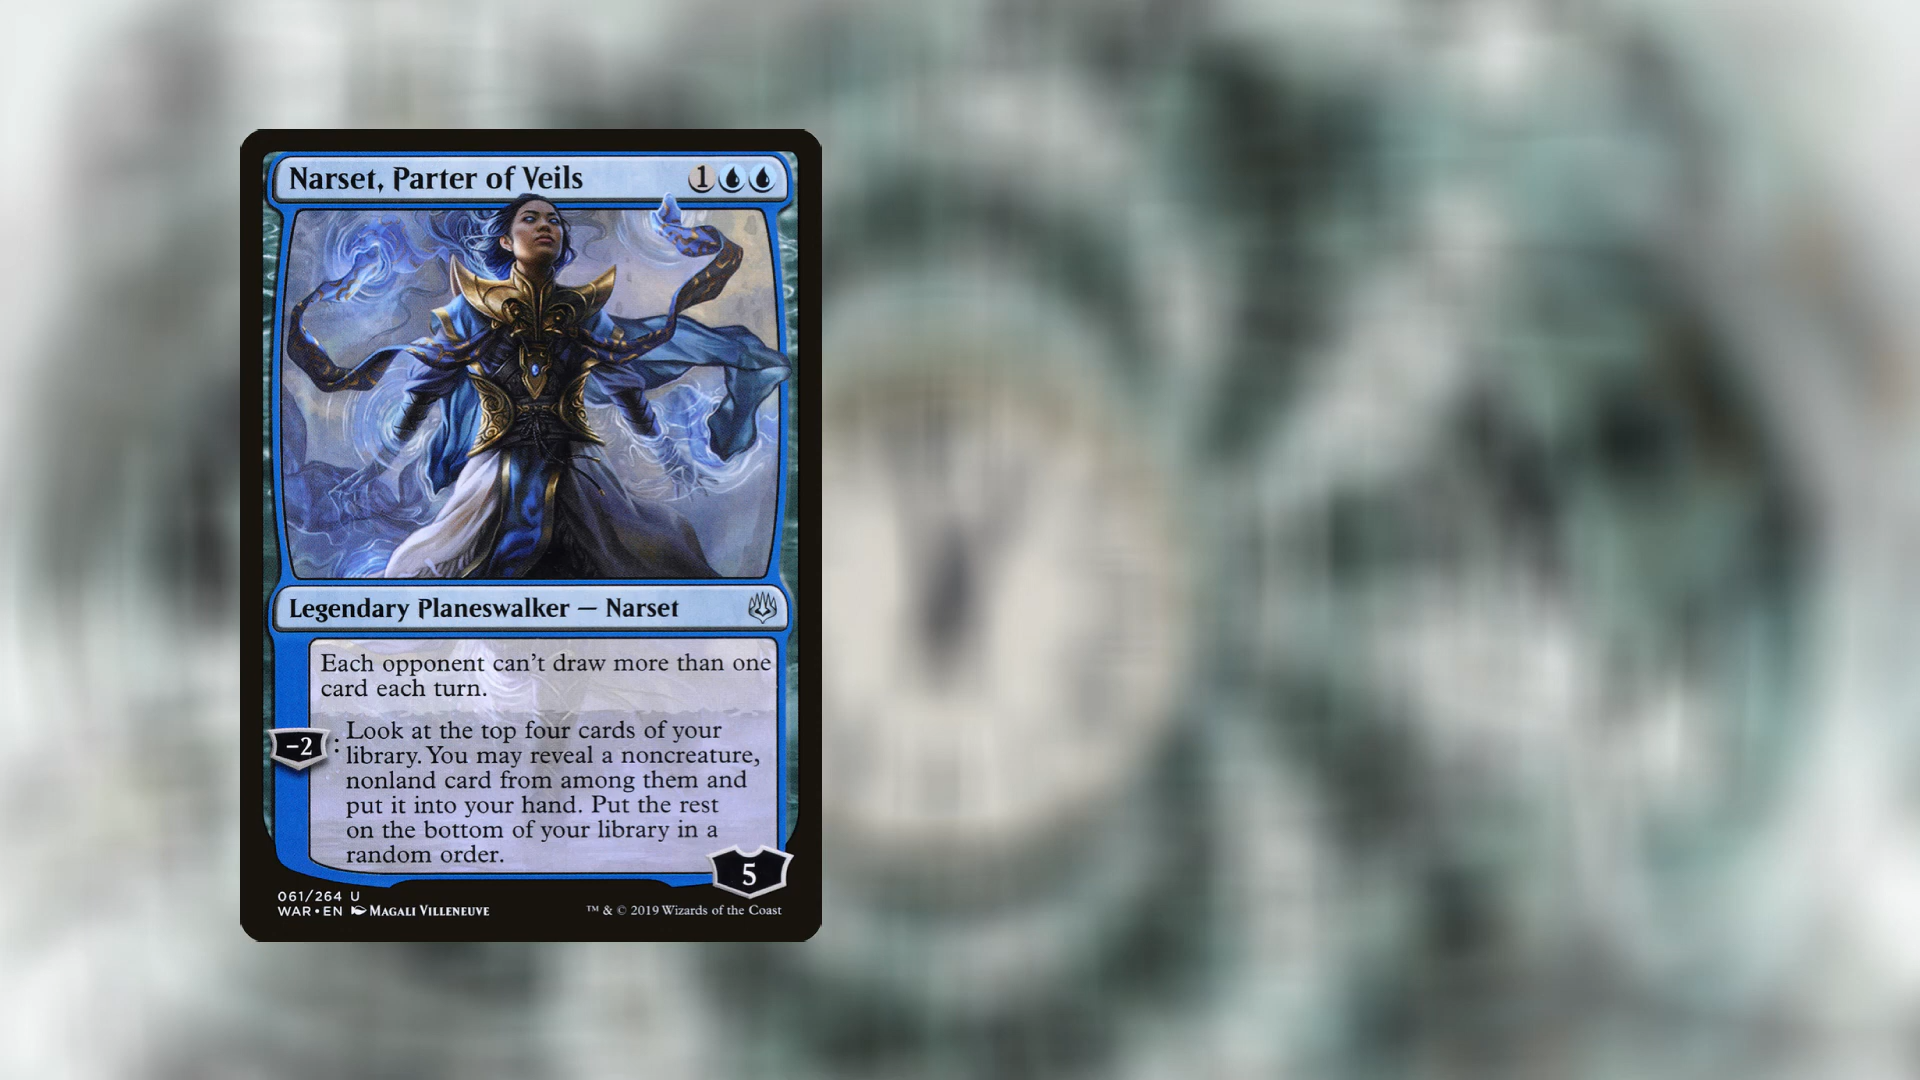 Narset, Parter of Veils 1
Legendary Planeswalker — Narset
Each opponent can't draw more than one
card each turn.
−2: Look at the top four cards of your
library. You may reveal a noncreature,
nonland card from among them and
put it into your hand. Put the rest
on the bottom of your library in a
random order.
5
061/264 U
WAR • EN Magali Villeneuve
™ & © 2019 Wizards of the Coast